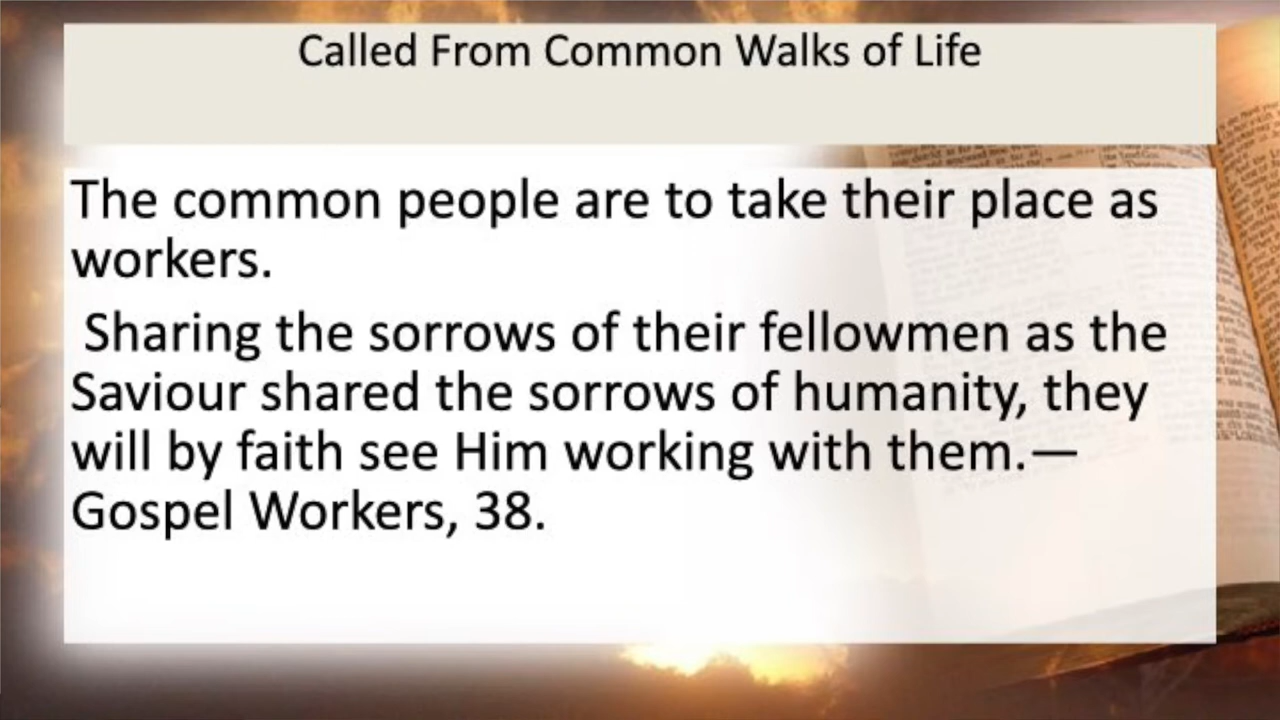 Called From Common Walks of Life
The common people are to take their place as
workers.
Sharing the sorrows of their fellowmen as the
Saviour shared the sorrows of humanity, they
will by faith see Him working with them.—
Gospel Workers, 38.